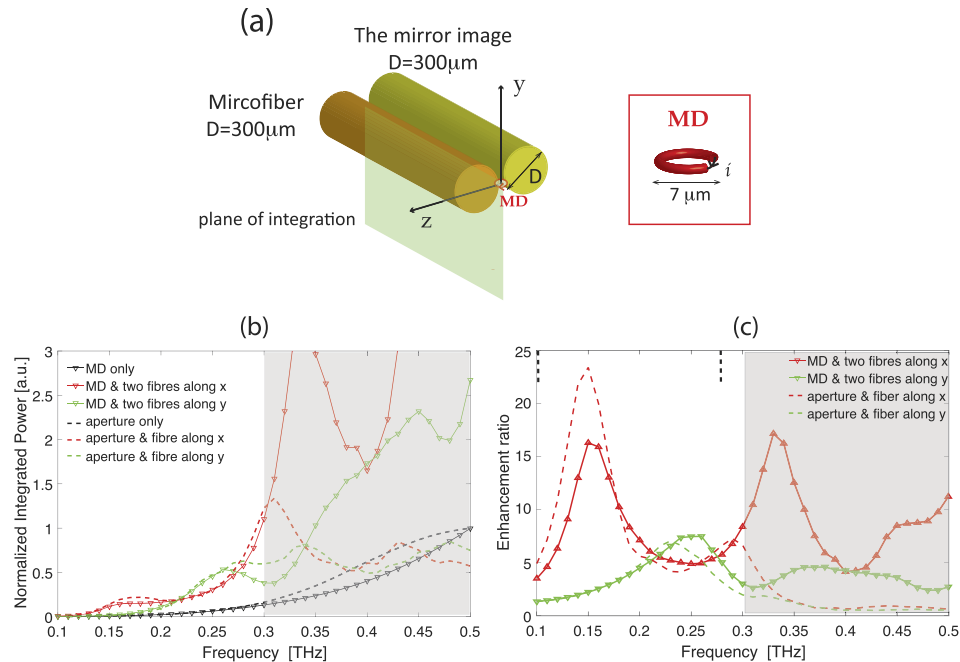 (a)
The mirror image
D=300μm
Mircofiber
D=300μm
y
D
MD
z
plane of integration
MD
i
7 μm
(b)
Normalized Integrated Power [a.u.]
3
2.5
2
1.5
1
0.5
0
MD only
MD & two fibres along x
MD & two fibres along y
aperture only
aperture & fibre along x
aperture & fibre along y
0.1 0.15 0.2 0.25 0.3 0.35 0.4 0.45 0.5
Frequency [THz]
(c)
Enhancement ratio
25
20
15
10
5
0
MD & two fibres along x
MD & two fibres along y
aperture & fiber along x
aperture & fiber along y
0.1 0.15 0.2 0.25 0.3 0.35 0.4 0.45 0.5
Frequency [THz]